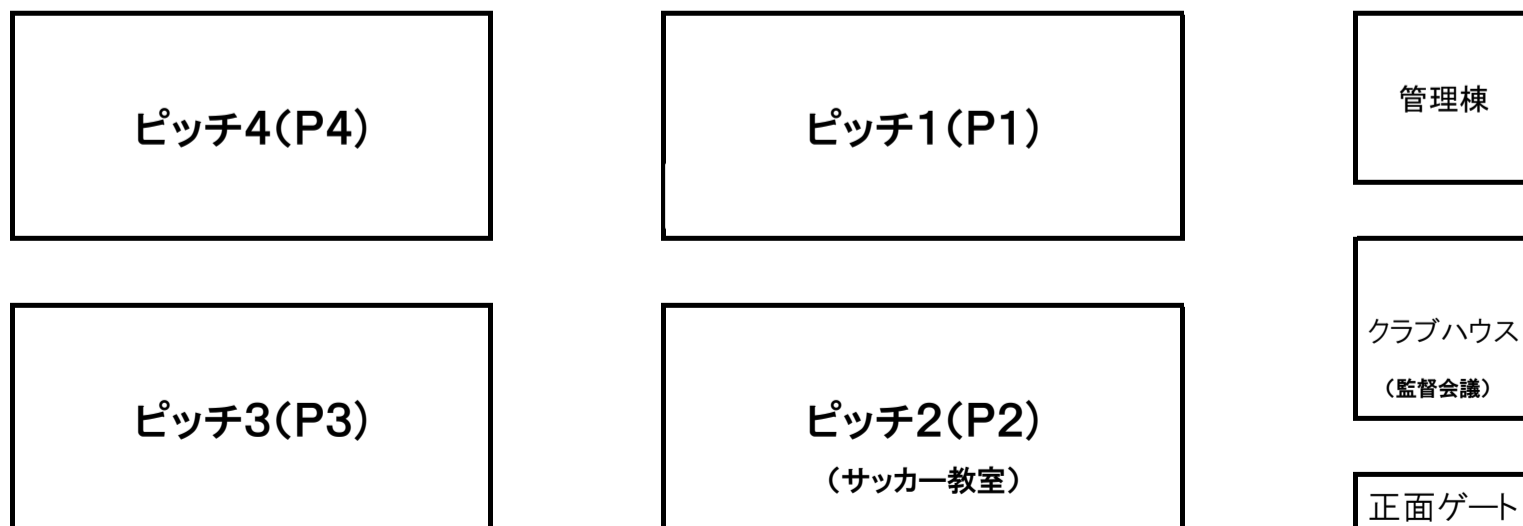 ピッチ4(P4)
ピッチ1(P1)
管理棟
クラブハウス
（監督会議）
ピッチ3(P3)
ピッチ2(P2)
（サッカー教室）
正面ゲート